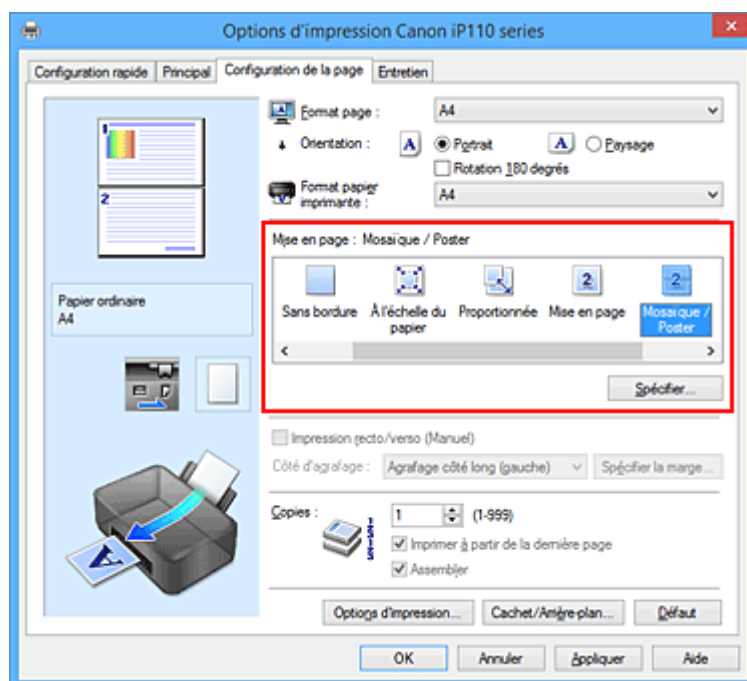 Options d'impression Canon iP110 series
Configuration rapide Principal Configuration de la page Entretien
1
2
Papier ordinaire
A4
Format page : A4
Orientation : A Portrait A Paysage
Rotation 180 degrés
Format papier imprimante : A4
Mise en page : Mosaïque / Poster
Sans bordure
À l'échelle du papier
Proportionnée
2
Mise en page
2
Mosaïque / Poster
Spécifier...
Impression recto/verso (Manuel)
Côté d'agrafage : Agrafage côté long (gauche) Spécifier la marge...
Copies : 1 (1-999)
Imprimer à partir de la dernière page
Assembler
A
Options d'impression... Cachet/Arrière-plan... Défaut
OK Annuler Appliquer Aide